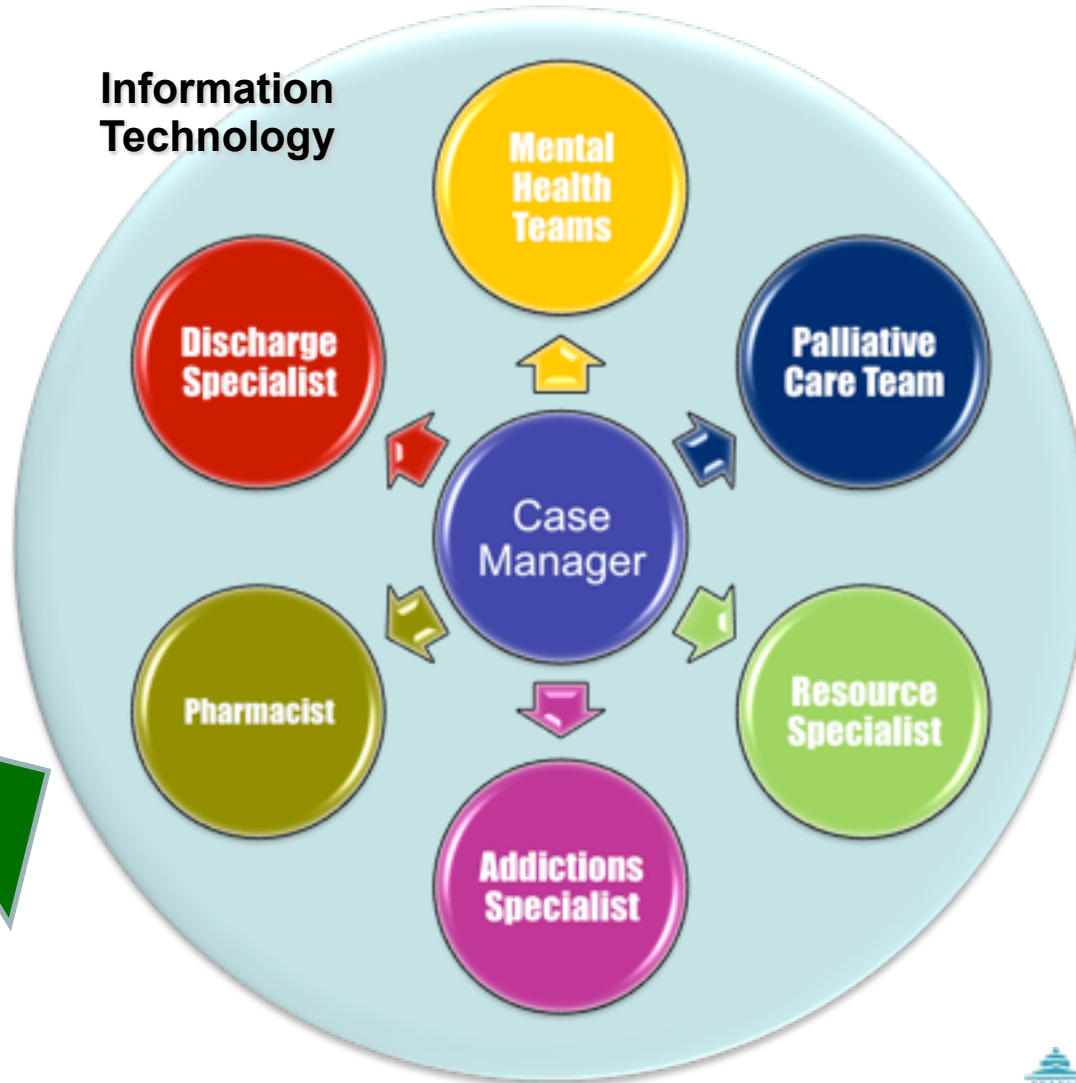 Information
Technology
Mental
Health
Teams
Discharge
Specialist
Palliative
Care Team
Case
Manager
Pharmacist
Resource
Specialist
Addictions
Specialist